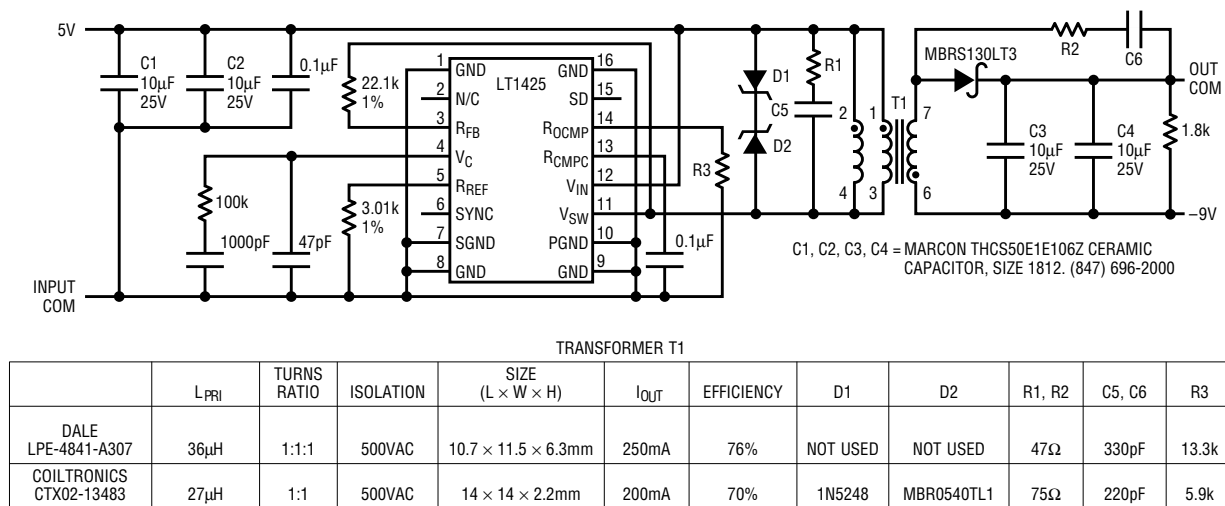 5V
C1
10µF
25V
C2
10µF
25V
0.1µF
22.1k
1%
100k
1000pF
47pF
3.01k
1%
INPUT
COM
LT1425
1 GND
2 N/C
3 RFB
4 VC
5 RREF
6 SYNC
7 SGND
8 GND
GND 16
SD 15
ROCMP 14
RCMPC 13
VIN 12
VSW 11
PGND 10
GND 9
R3
0.1µF
D1
D2
R1
C5
2
4
1
3
T1
7
6
MBRS130LT3
R2
C6
C3
10µF
25V
C4
10µF
25V
OUT
COM
1.8k
–9V
C1, C2, C3, C4 = MARCON THCS50E1E106Z CERAMIC
CAPACITOR, SIZE 1812. (847) 696-2000
TRANSFORMER T1
LPRI
TURNS
RATIO
ISOLATION
SIZE
(L × W × H)
IOUT
EFFICIENCY
D1
D2
R1, R2
C5, C6
R3
DALE
LPE-4841-A307
36µH
1:1:1
500VAC
10.7 × 11.5 × 6.3mm
250mA
76%
NOT USED
NOT USED
47Ω
330pF
13.3k
COILTRONICS
CTX02-13483
27µH
1:1
500VAC
14 × 14 × 2.2mm
200mA
70%
1N5248
MBR0540TL1
75Ω
220pF
5.9k